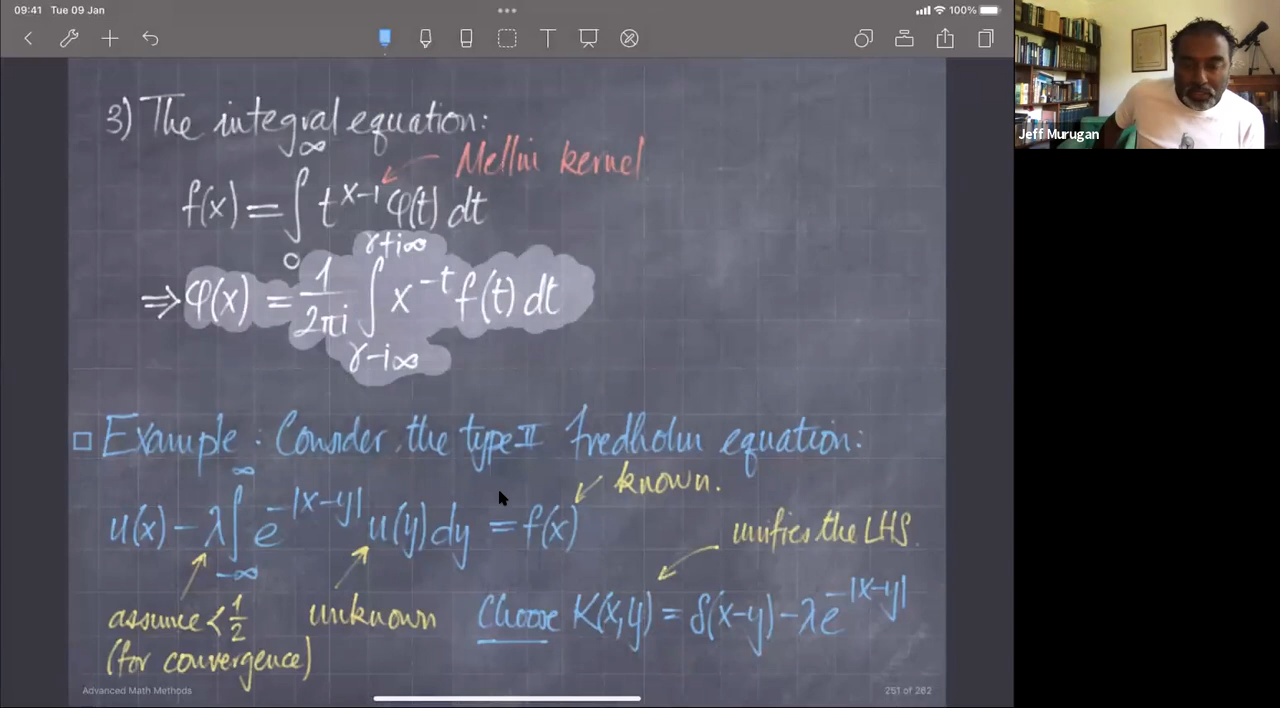 09:41 Tue 09 Jan
100%
Jeff Murugan
3) The integral equation:
Mellin kernel
f(x) = ∫₀^∞ t^{x-1} φ(t) dt
⇒ φ(x) = 1/2πi ∫_{γ-i∞}^{γ+i∞} x^{-t} f(t) dt
□ Example: Consider the type II Fredholm equation:
known.
u(x) - λ∫_{-∞}^{∞} e^{-|x-y|} u(y) dy = f(x)
unifies the LHS.
assume < 1/2
(for convergence)
unknown
Choose K(x,y) = δ(x-y) - λe^{-|x-y|}
Advanced Math Methods
251 of 282